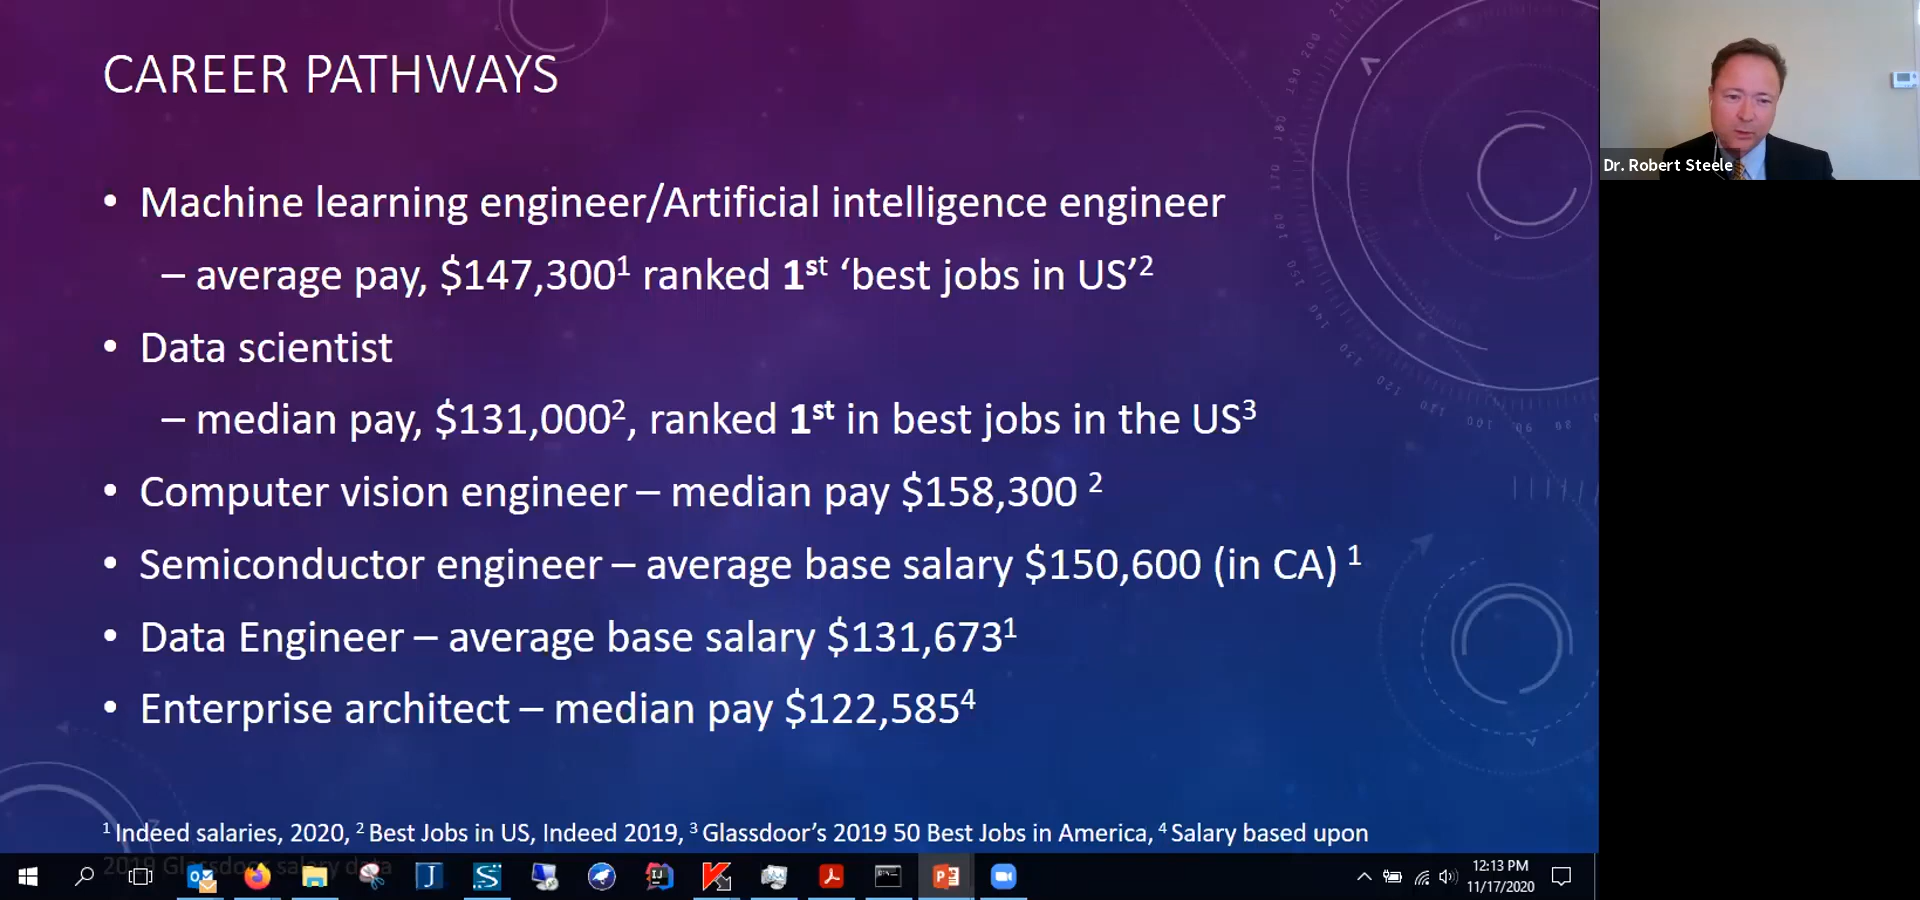 CAREER PATHWAYS
• Machine learning engineer/Artificial intelligence engineer
– average pay, $147,300¹ ranked 1st ‘best jobs in US’²
• Data scientist
– median pay, $131,000², ranked 1st in best jobs in the US³
• Computer vision engineer – median pay $158,300 ²
• Semiconductor engineer – average base salary $150,600 (in CA) ¹
• Data Engineer – average base salary $131,673¹
• Enterprise architect – median pay $122,585⁴
¹ Indeed salaries, 2020, ² Best Jobs in US, Indeed 2019, ³ Glassdoor’s 2019 50 Best Jobs in America, ⁴ Salary based upon
2019 Glassdoor salary data
Dr. Robert Steele
12:13 PM
11/17/2020